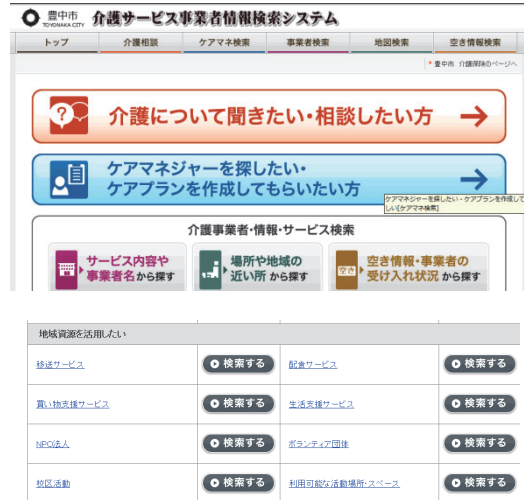 豊中市 介護サービス事業者情報検索システム
TOYONAKA CITY
トップ 介護相談 ケアマネ検索 事業者検索 地図検索 空き情報検索
豊中市 介護保険のページへ
介護について聞きたい・相談したい方
ケアマネジャーを探したい・
ケアプランを作成してもらいたい方
ケアマネジャーを探したい・ケアプランを作成して
しい[ケアマネ検索]
介護事業者・情報・サービス検索
サービス内容や
事業者名から探す
場所や地域の
近い所 から探す
空き
空き情報・事業者の
受け入れ状況 から探す
地域資源を活用したい
移送サービス 検索する 配食サービス 検索する
買い物支援サービス 検索する 生活支援サービス 検索する
NPO法人 検索する ボランティア団体 検索する
校区活動 検索する 利用可能な活動場所・スペース 検索する